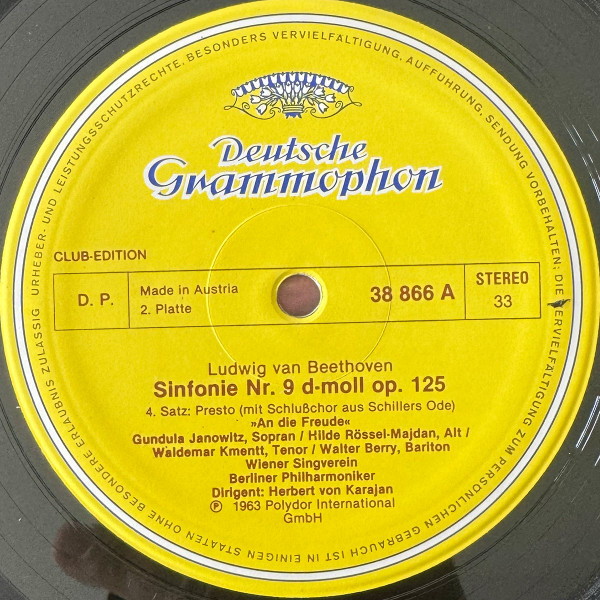 URHEBER- UND LEISTUNGSSCHUTZRECHTE, BESONDERS VERVIELFÄLTIGUNG, AUFFÜHRUNG, SENDUNG VORBEHALTEN; DIE VERVIELFÄLTIGUNG ZUM PERSÖNLICHEN GEBRAUCH IST IN EINIGEN STAATEN OHNE BESONDERE ERLAUBNIS ZULÄSSIG
Deutsche
Grammophon
CLUB-EDITION
D. P.
Made in Austria
2. Platte
38 866 A
STEREO
33
Ludwig van Beethoven
Sinfonie Nr. 9 d-moll op. 125
4. Satz: Presto (mit Schlußchor aus Schillers Ode)
»An die Freude«
Gundula Janowitz, Sopran / Hilde Rössel-Majdan, Alt /
Waldemar Kmentt, Tenor / Walter Berry, Bariton
Wiener Singverein
Berliner Philharmoniker
Dirigent: Herbert von Karajan
Ⓟ 1963 Polydor International
GmbH